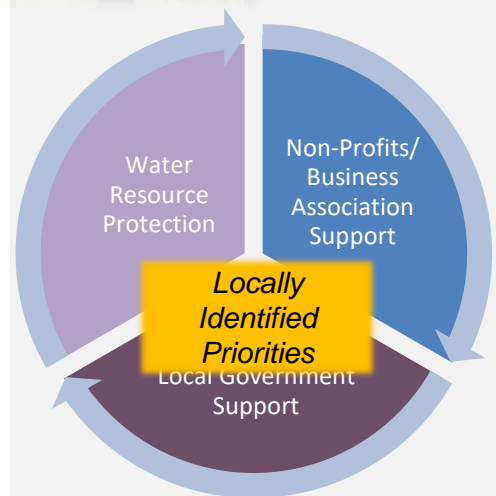 Water
Resource
Protection
Non-Profits/
Business
Association
Support
Locally
Identified
Priorities
Local Government
Support